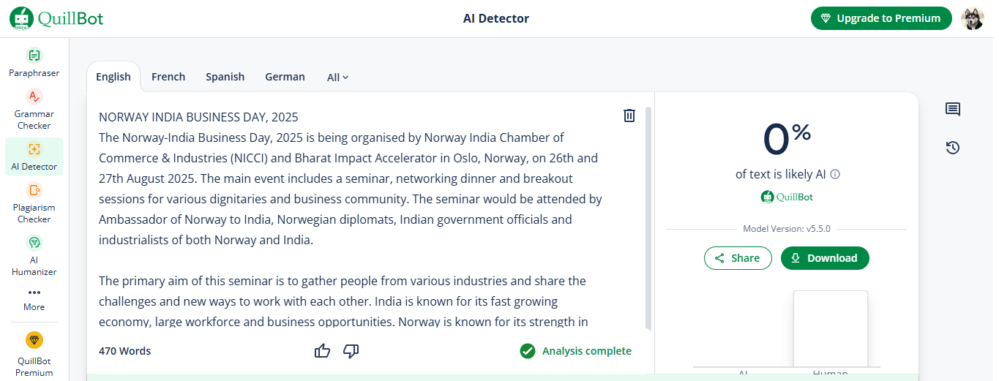 QuillBot
AI Detector
Upgrade to Premium
Paraphraser
Grammar
Checker
AI Detector
Plagiarism
Checker
AI
Humanizer
More
QuillBot
Premium
English
French
Spanish
German
All
NORWAY INDIA BUSINESS DAY, 2025
The Norway-India Business Day, 2025 is being organised by Norway India Chamber of
Commerce & Industries (NICCI) and Bharat Impact Accelerator in Oslo, Norway, on 26th and
27th August 2025. The main event includes a seminar, networking dinner and breakout
sessions for various dignitaries and business community. The seminar would be attended by
Ambassador of Norway to India, Norwegian diplomats, Indian government officials and
industrialists of both Norway and India.
The primary aim of this seminar is to gather people from various industries and share the
challenges and new ways to work with each other. India is known for its fast growing
economy, large workforce and business opportunities. Norway is known for its strength in
470 Words
Analysis complete
0%
of text is likely AI
QuillBot
Model Version: v5.5.0
Share
Download
AI
Human